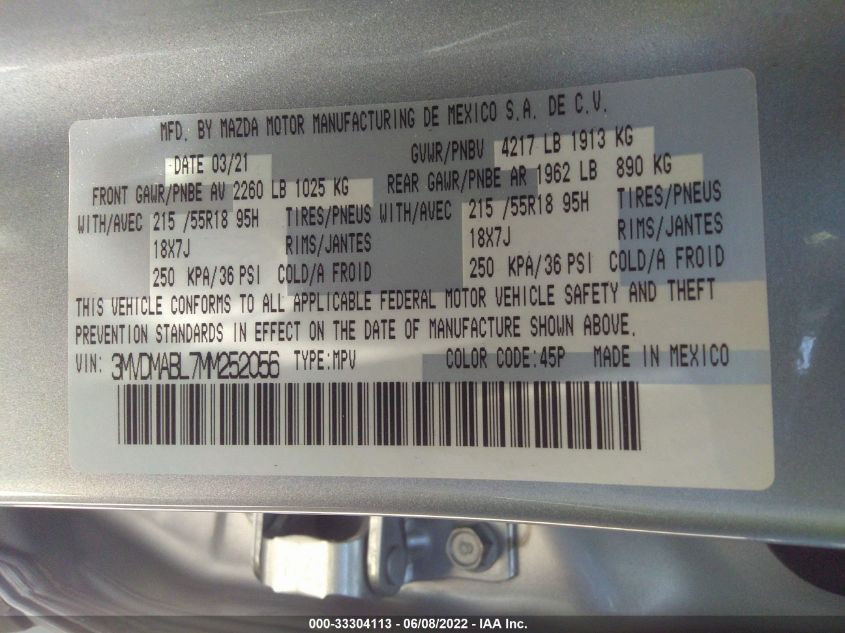 MFD. BY MAZDA MOTOR MANUFACTURING DE MEXICO S.A. DE C.V.
DATE 03/21 GVWR/PNBV 4217 LB 1913 KG
FRONT GAWR/PNBE AV 2260 LB 1025 KG REAR GAWR/PNBE AR 1962 LB 890 KG
WITH/AVEC 215 /55R18 95H TIRES/PNEUS WITH/AVEC 215 /55R18 95H TIRES/PNEUS
18X7J RIMS/JANTES 18X7J RIMS/JANTES
250 KPA/36 PSI COLD/A FROID 250 KPA/36 PSI COLD/A FROID
THIS VEHICLE CONFORMS TO ALL APPLICABLE FEDERAL MOTOR VEHICLE SAFETY AND THEFT
PREVENTION STANDARDS IN EFFECT ON THE DATE OF MANUFACTURE SHOWN ABOVE.
VIN: 3MVDMABL7MM252056 TYPE:MPV COLOR CODE:45P MADE IN MEXICO
000-33304113 - 06/08/2022 - IAA Inc.